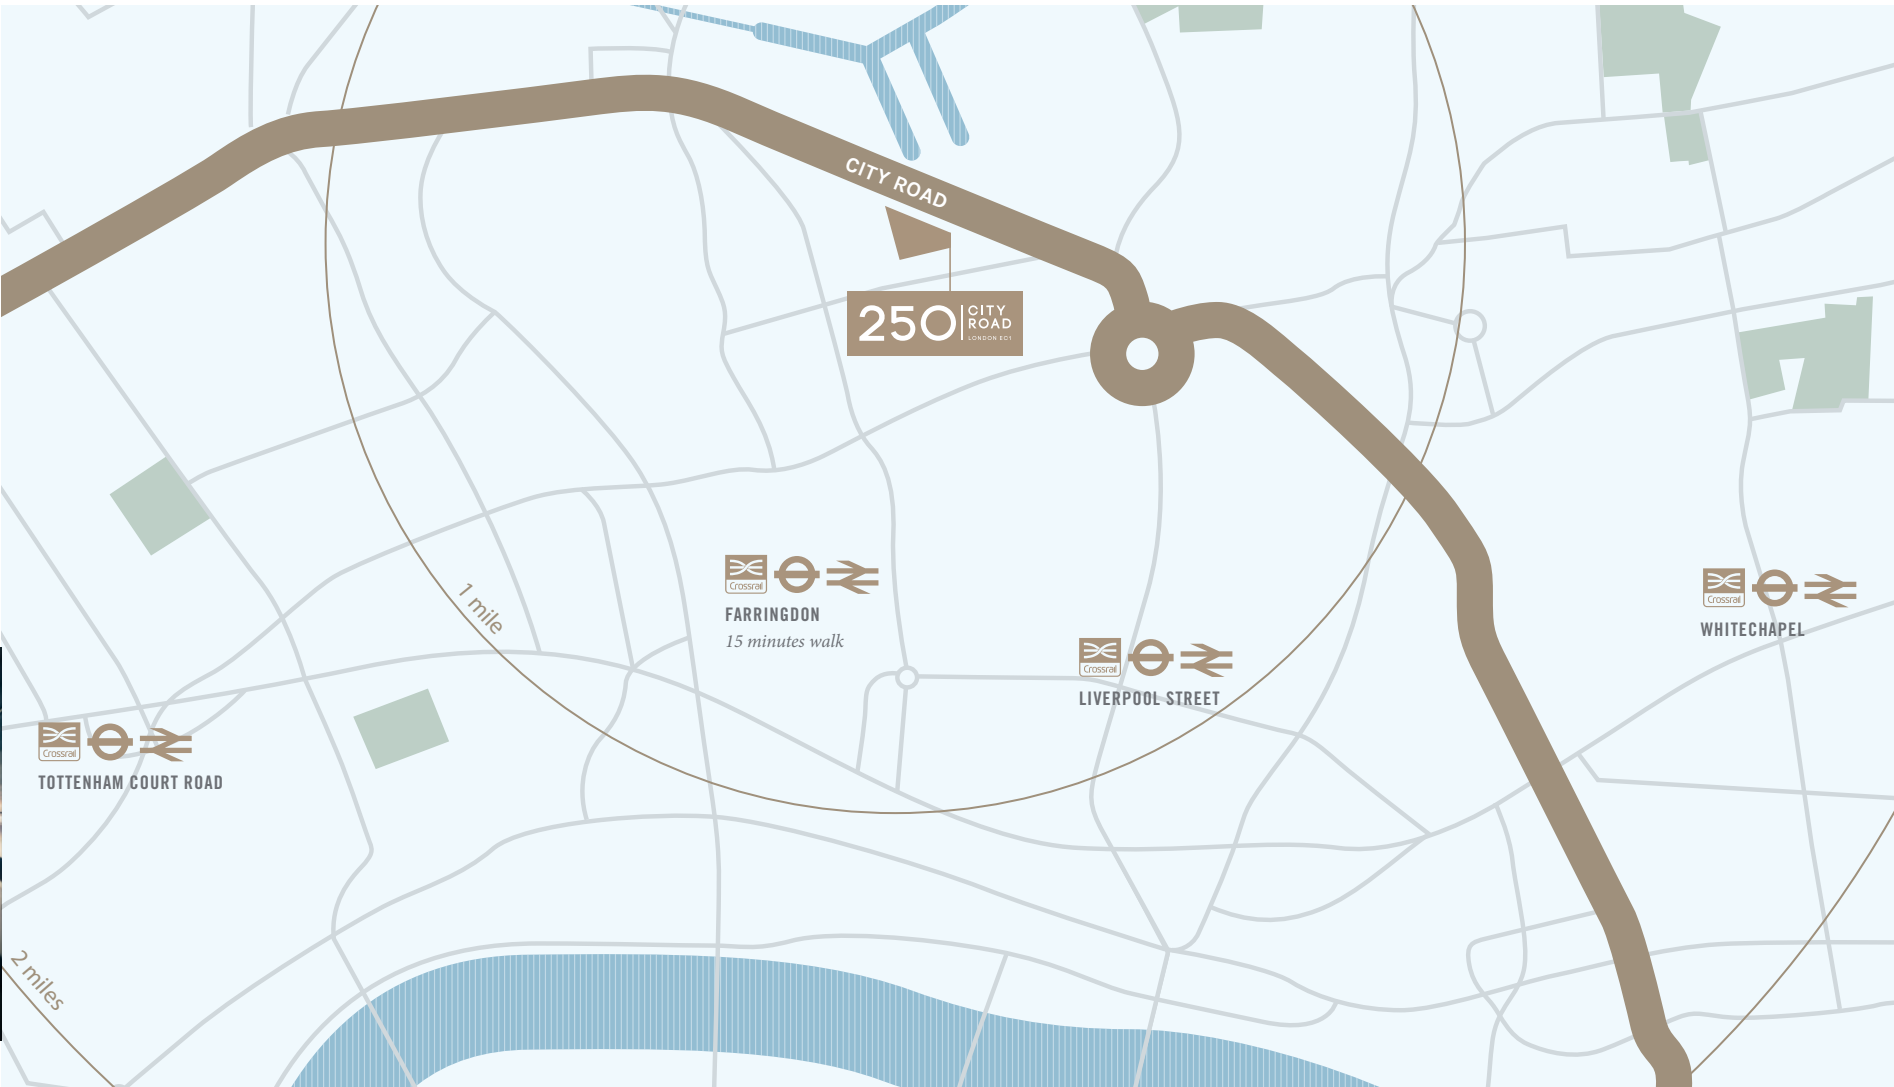 CITY ROAD
250 CITY ROAD
LONDON EC1
1 mile
Crossrail
FARRINGDON
15 minutes walk
Crossrail
LIVERPOOL STREET
Crossrail
WHITECHAPEL
Crossrail
TOTTENHAM COURT ROAD
2 miles